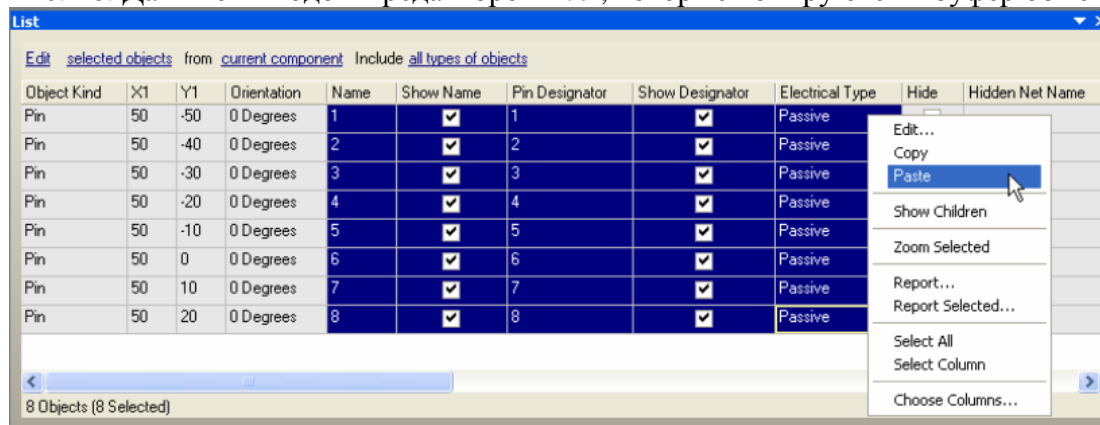 List
Edit selected objects from current component Include all types of objects
Object Kind X1 Y1 Orientation Name Show Name Pin Designator Show Designator Electrical Type Hide Hidden Net Name
Pin 50 -50 0 Degrees 1 1 Passive
Pin 50 -40 0 Degrees 2 2 Passive
Pin 50 -30 0 Degrees 3 3 Passive
Pin 50 -20 0 Degrees 4 4 Passive
Pin 50 -10 0 Degrees 5 5 Passive
Pin 50 0 0 Degrees 6 6 Passive
Pin 50 10 0 Degrees 7 7 Passive
Pin 50 20 0 Degrees 8 8 Passive
Edit...
Copy
Paste
Show Children
Zoom Selected
Report...
Report Selected...
Select All
Select Column
Choose Columns...
8 Objects (8 Selected)